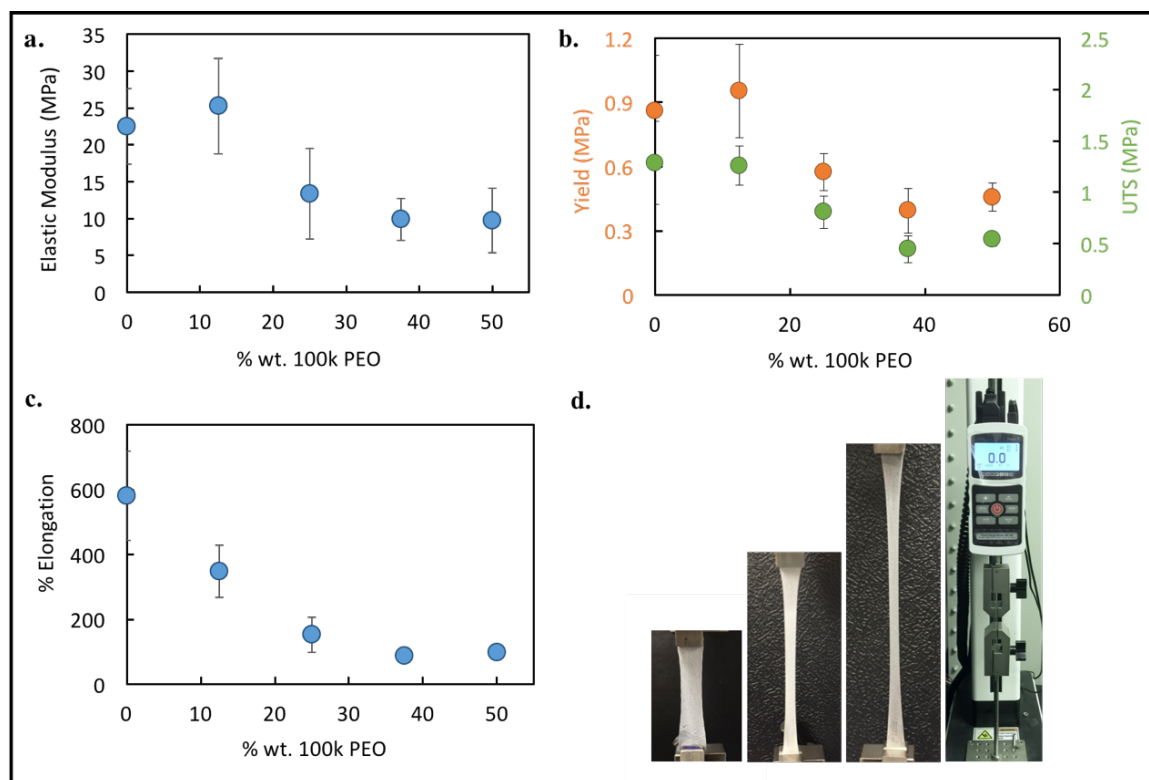 a.
Elastic Modulus (MPa)
35
30
25
20
15
10
5
0
0 10 20 30 40 50
% wt. 100k PEO
b.
Yield (MPa)
1.2
0.9
0.6
0.3
0
2.5
2
1.5
1
0.5
0
UTS (MPa)
0 20 40 60
% wt. 100k PEO
c.
% Elongation
800
600
400
200
0
0 10 20 30 40 50
% wt. 100k PEO
d.
0.0